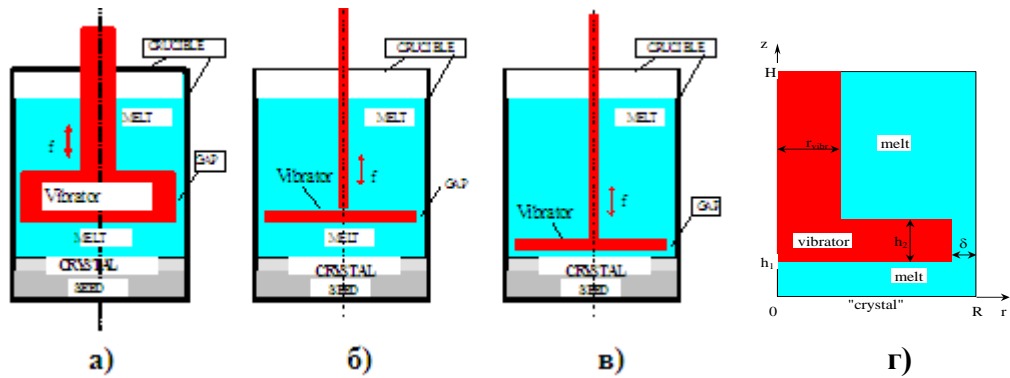 CRUCIBLE
MELT
f
GAP
Vibrator
MELT
CRYSTAL
SEED
а)
CRUCIBLE
MELT
Vibrator
f
GAP
MELT
CRYSTAL
SEED
б)
CRUCIBLE
MELT
Vibrator
f
GAP
CRYSTAL
SEED
в)
z
H
melt
vibrator
h₂
δ
h₁
melt
0
"crystal"
R
r
г)